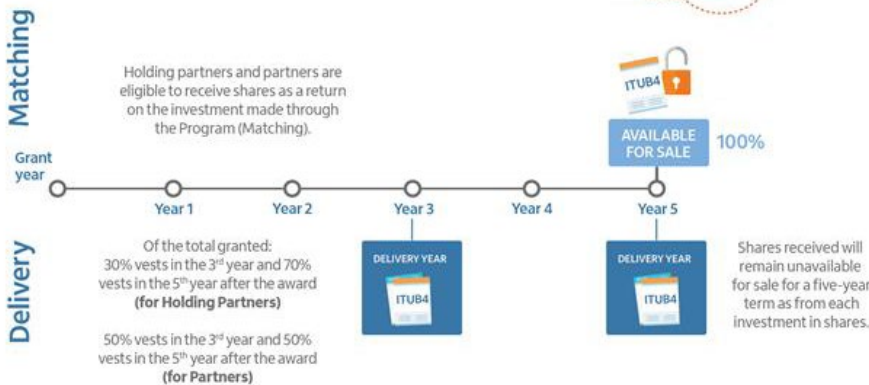 Matching
Holding partners and partners are
eligible to receive shares as a return
on the investment made through
the Program (Matching).
ITUB4
AVAILABLE
FOR SALE
100%
Grant
year
Year 1
Year 2
Year 3
Year 4
Year 5
Delivery
Of the total granted:
30% vests in the 3rd year and 70%
vests in the 5th year after the award
(for Holding Partners)
50% vests in the 3rd year and 50%
vests in the 5th year after the award
(for Partners)
DELIVERY YEAR
ITUB4
DELIVERY YEAR
ITUB4
Shares received will
remain unavailable
for sale for a five-year
term as from each
investment in shares.